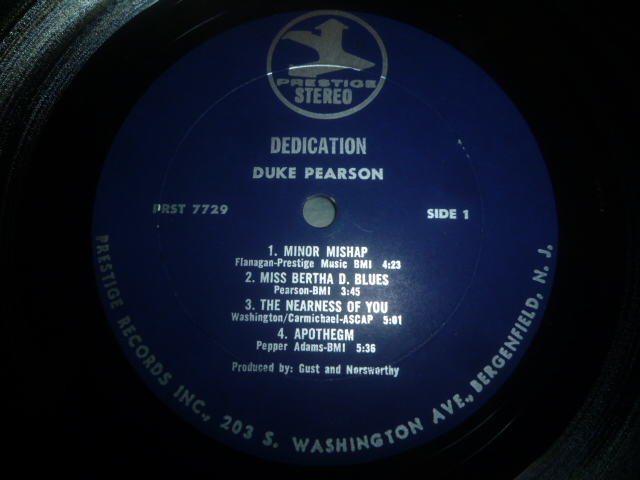 PRESTIGE
STEREO
DEDICATION
DUKE PEARSON
PRST 7729
SIDE 1
1. MINOR MISHAP
Flanagan-Prestige Music BMI 4:23
2. MISS BERTHA D. BLUES
Pearson-BMI 3:45
3. THE NEARNESS OF YOU
Washington/Carmichael-ASCAP 5:01
4. APOTHEGM
Pepper Adams-BMI 5:36
Produced by: Gust and Norsworthy
PRESTIGE RECORDS INC., 203 S. WASHINGTON AVE., BERGENFIELD, N. J.